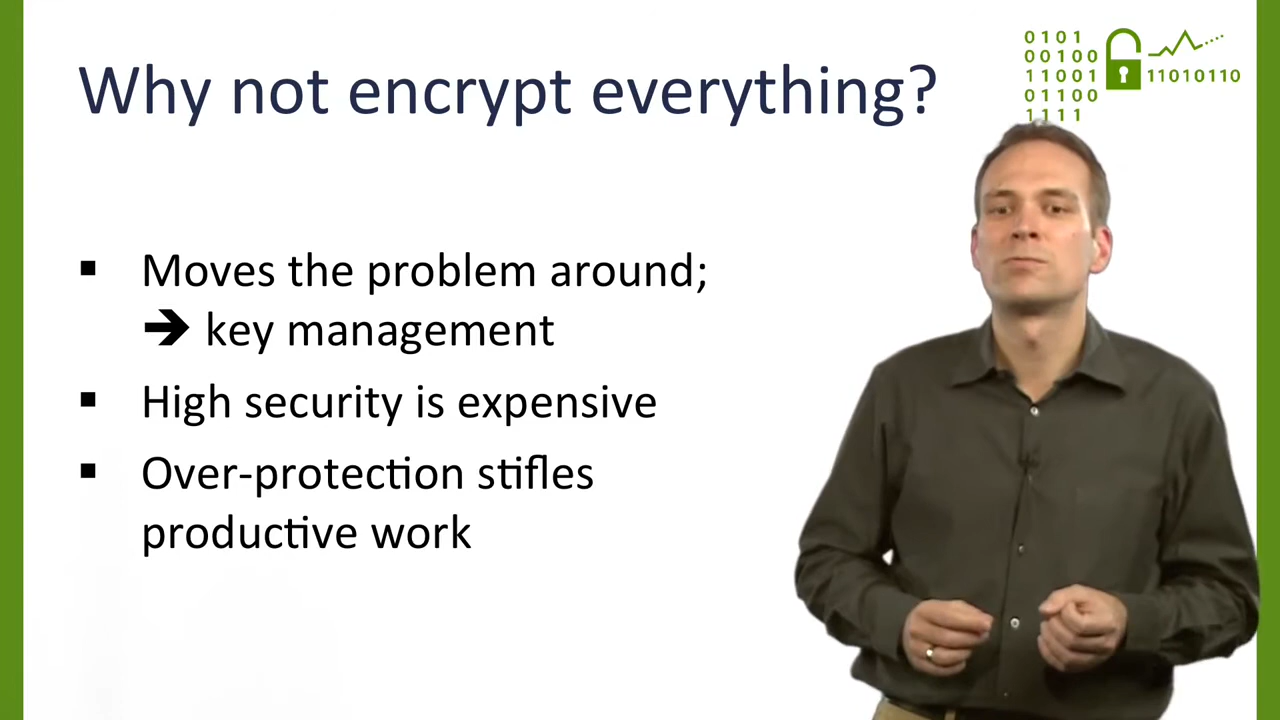 Why not encrypt everything?
0101
00100
11001
01100
1111
11010110
▪ Moves the problem around;
➔ key management
▪ High security is expensive
▪ Over-protection stifles
productive work